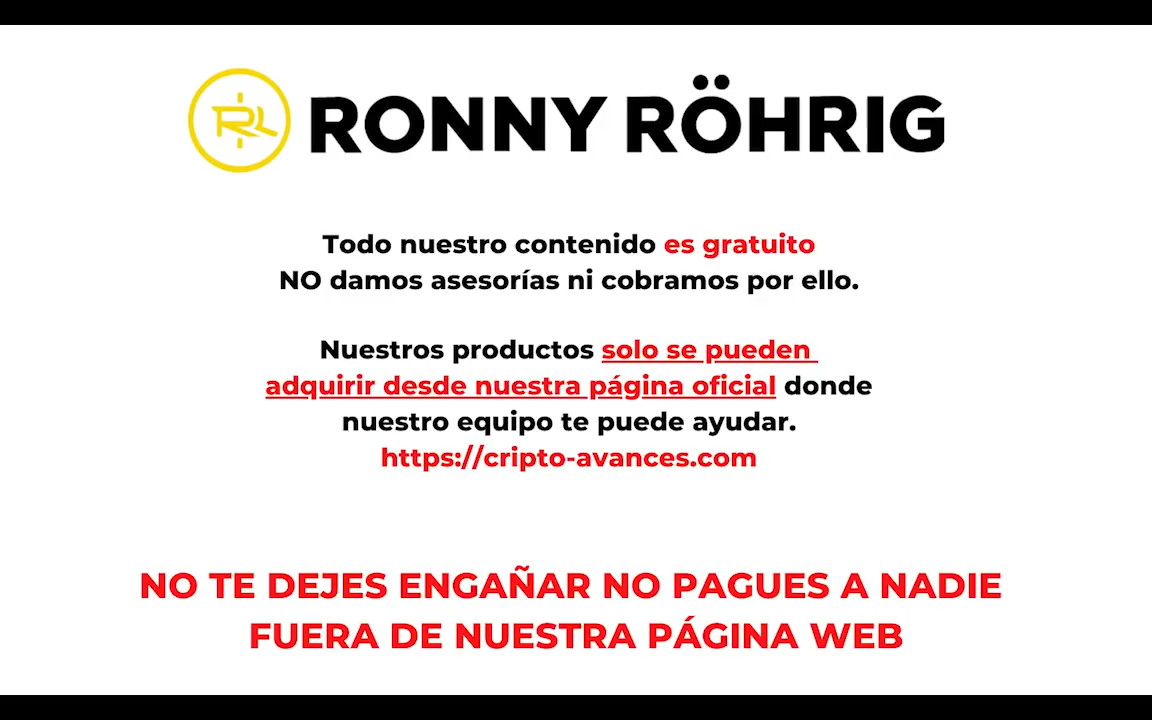 RONNY RÖHRIG
Todo nuestro contenido es gratuito
NO damos asesorías ni cobramos por ello.
Nuestros productos solo se pueden
adquirir desde nuestra página oficial donde
nuestro equipo te puede ayudar.
https://cripto-avances.com
NO TE DEJES ENGAÑAR NO PAGUES A NADIE
FUERA DE NUESTRA PÁGINA WEB